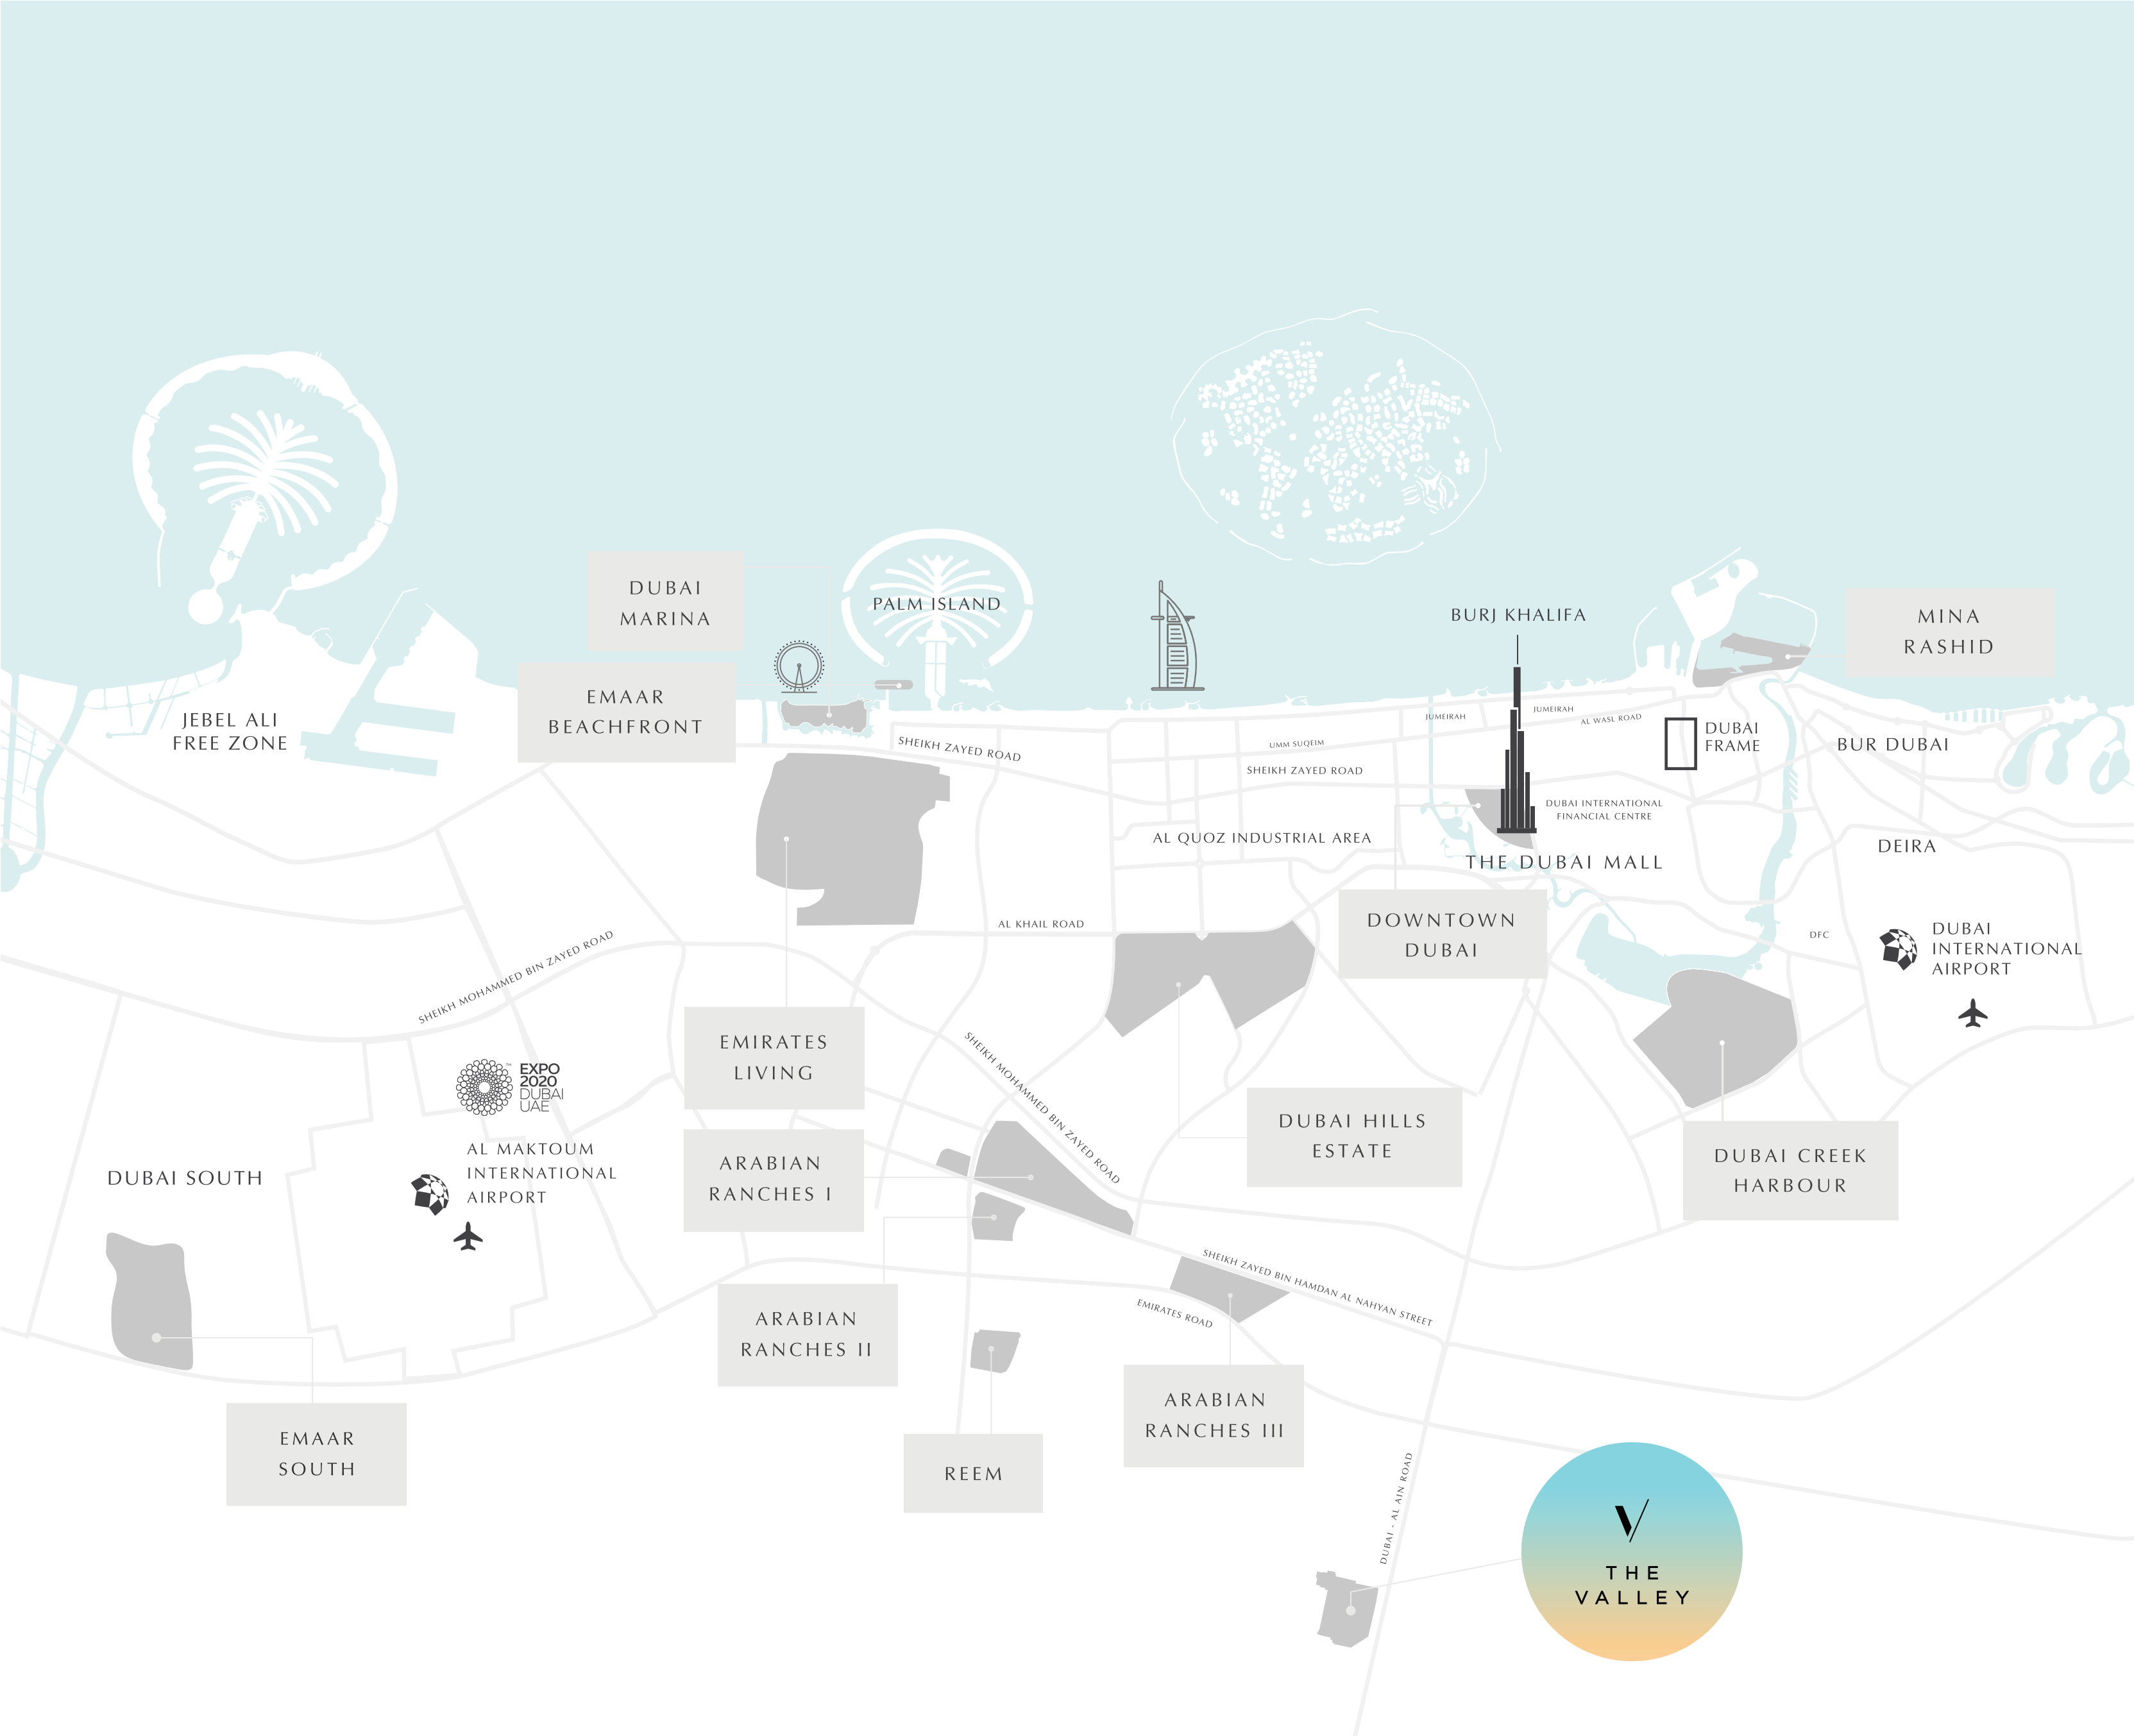 DUBAI
MARINA
PALM ISLAND
BURJ KHALIFA
MINA
RASHID
EMAAR
BEACHFRONT
JEBEL ALI
FREE ZONE
SHEIKH ZAYED ROAD
JUMEIRAH
JUMEIRAH
AL WASL ROAD
DUBAI
FRAME
BUR DUBAI
UMM SUQEIM
SHEIKH ZAYED ROAD
DUBAI INTERNATIONAL
FINANCIAL CENTRE
AL QUOZ INDUSTRIAL AREA
THE DUBAI MALL
DEIRA
AL KHAIL ROAD
DOWNTOWN
DUBAI
DFC
DUBAI
INTERNATIONAL
AIRPORT
SHEIKH MOHAMMED BIN ZAYED ROAD
EMIRATES
LIVING
SHEIKH MOHAMMED BIN ZAYED ROAD
EXPO
2020
DUBAI
UAE
™
DUBAI HILLS
ESTATE
DUBAI CREEK
HARBOUR
AL MAKTOUM
INTERNATIONAL
AIRPORT
DUBAI SOUTH
ARABIAN
RANCHES I
SHEIKH ZAYED BIN HAMDAN AL NAHYAN STREET
EMIRATES ROAD
ARABIAN
RANCHES II
ARABIAN
RANCHES III
EMAAR
SOUTH
REEM
DUBAI - AL AIN ROAD
V
THE
VALLEY